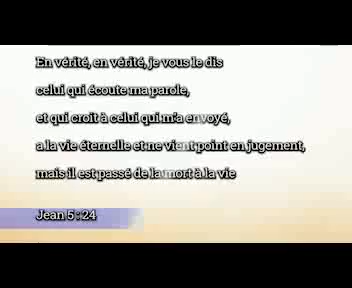 En vérité, en vérité, je vous le dis
celui qui écoute ma parole,
et qui croit à celui qui m'a envoyé,
a la vie éternelle et ne vient point en jugement,
mais il est passé de la mort à la vie
Jean 5 : 24